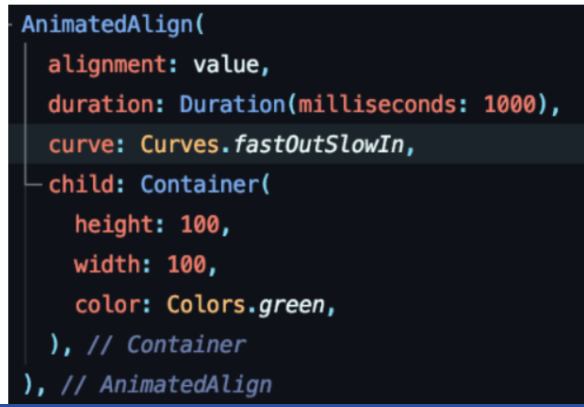 AnimatedAlign(
alignment: value,
duration: Duration(milliseconds: 1000),
curve: Curves.fastOutSlowIn,
child: Container(
height: 100,
width: 100,
color: Colors.green,
), // Container
), // AnimatedAlign